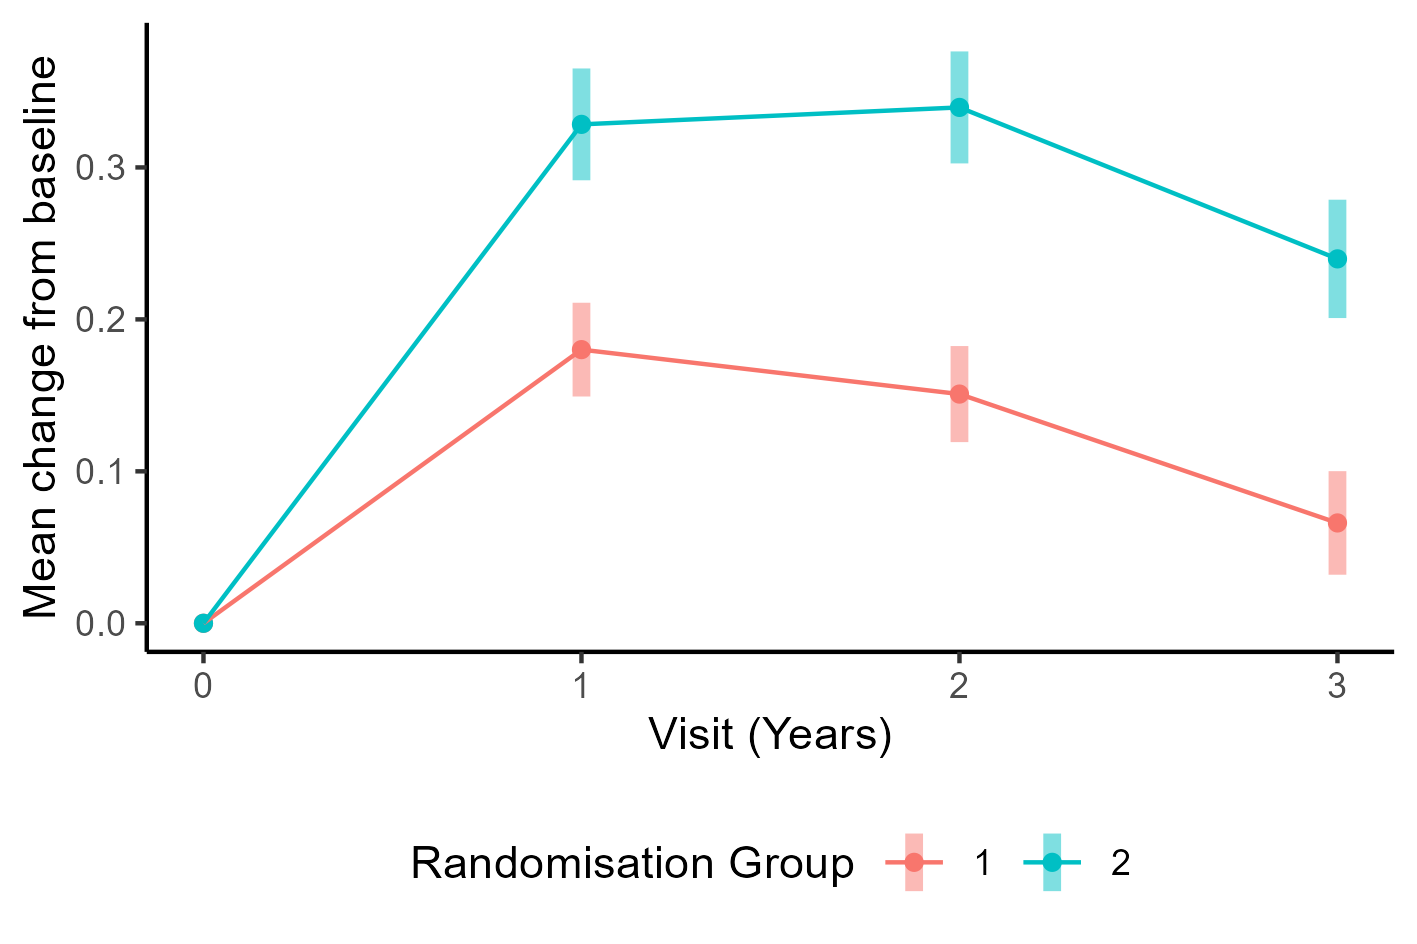 Mean change from baseline
0.3
0.2
0.1
0.0
0 1 2 3
Visit (Years)
Randomisation Group 1 2